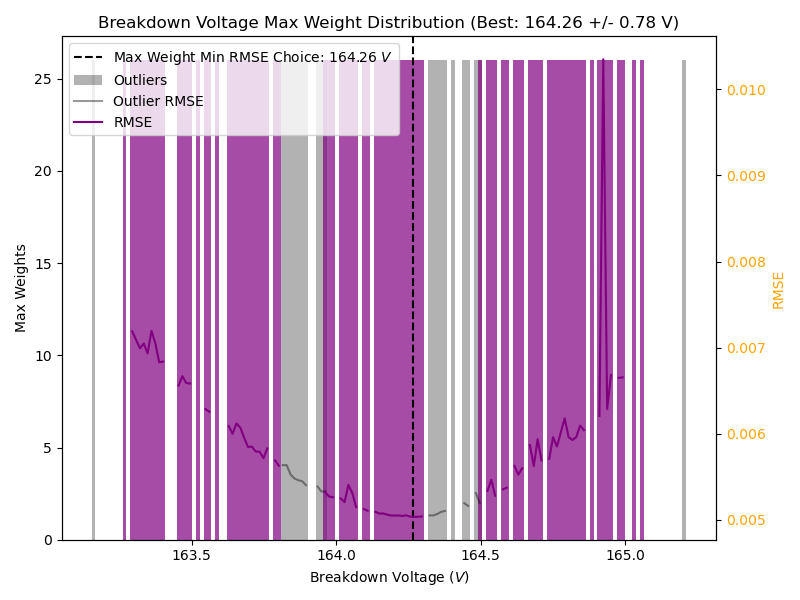 Breakdown Voltage Max Weight Distribution (Best: 164.26 +/- 0.78 V)
Max Weight Min RMSE Choice: 164.26 V
Outliers
Outlier RMSE
RMSE
25
20
15
10
5
0
Max Weights
0.010
0.009
0.008
0.007
0.006
0.005
RMSE
163.5
164.0
164.5
165.0
Breakdown Voltage (V)